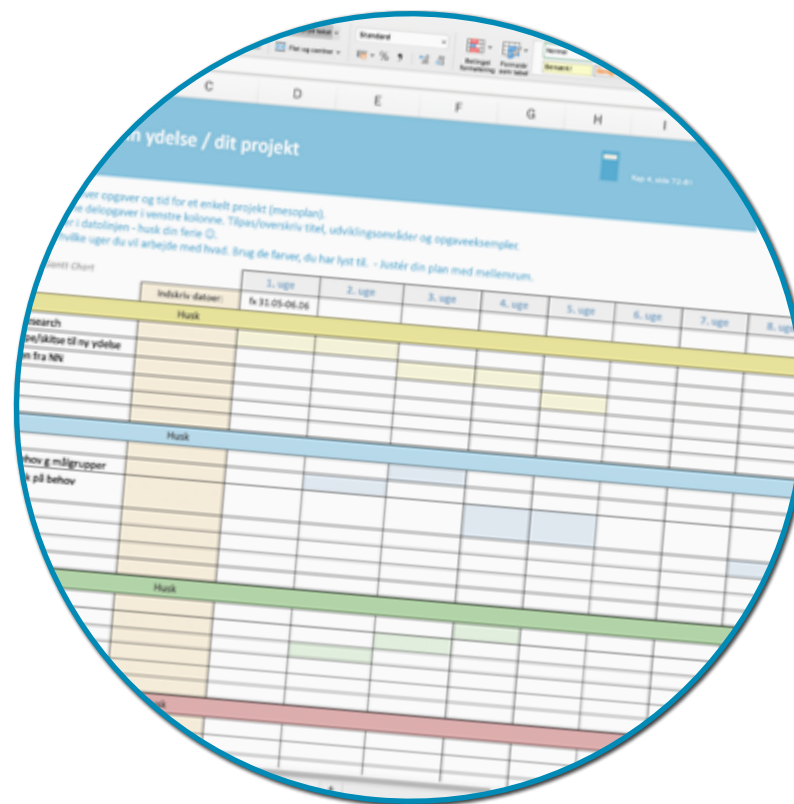 Standard
Flet og centrer
%
Betinget formatering
Formatér som tabel
Normal
Bemærk!
C D E F G H I
ydelse / dit projekt
Kap 4, side 72-81
ver opgaver og tid for et enkelt projekt (mesoplan).
delopgaver i venstre kolonne. Tilpas/overskriv titel, udviklingsområder og opgaveeksempler.
i datolinjen - husk din ferie ☺.
hvilke uger du vil arbejde med hvad. Brug de farver, du har lyst til. - Justér din plan med mellemrum.
Gantt Chart
1. uge 2. uge 3. uge 4. uge 5. uge 6. uge 7. uge 8. uge
Indskriv datoer: fx 31.05-06.06
Husk
esearch
pe/skitse til ny ydelse
n fra NN
Husk
ehov g målgrupper
k på behov
Husk